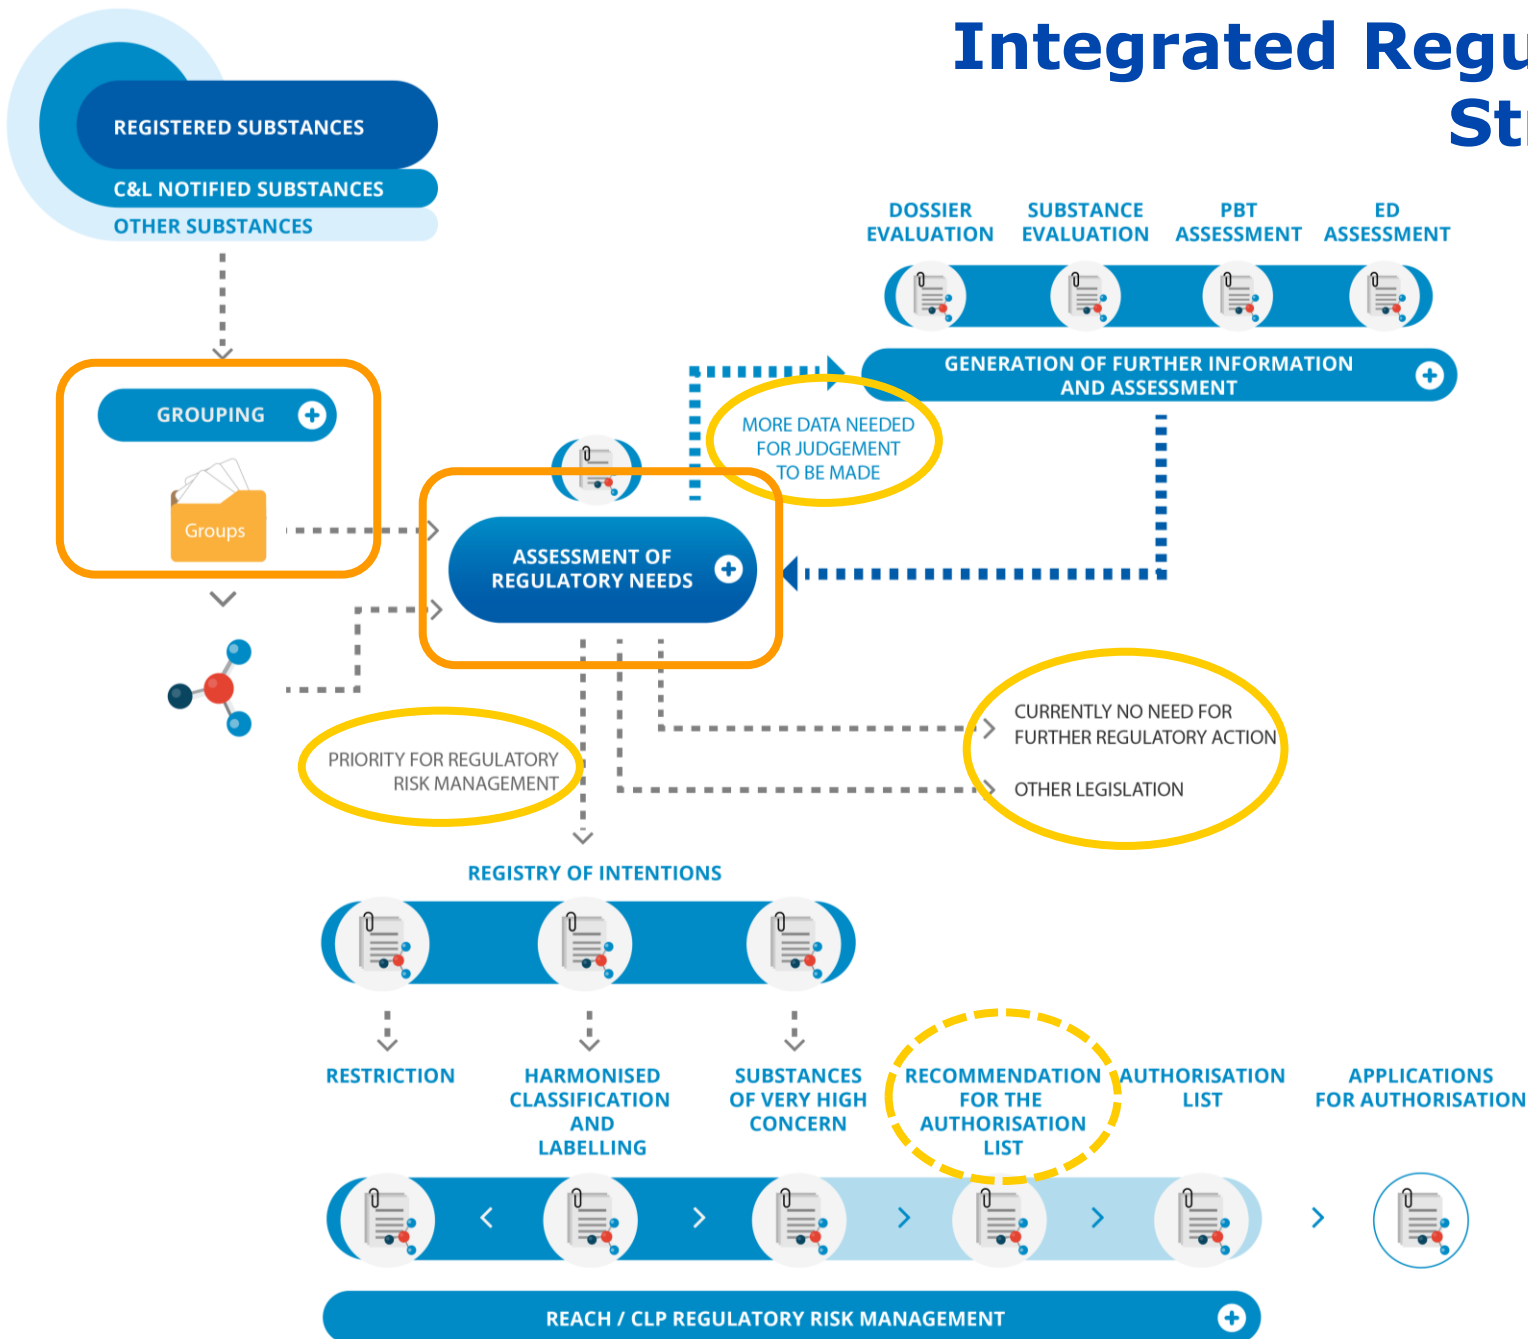 Integrated
REGISTERED SUBSTANCES
C&L NOTIFIED SUBSTANCES
OTHER SUBSTANCES
DOSSIER
EVALUATION
SUBSTANCE
EVALUATION
PBT
ASSESSMENT
ED
ASSESSMENT
GENERATION OF FURTHER INFORMATION
AND ASSESSMENT
GROUPING
Groups
MORE DATA NEEDED
FOR JUDGEMENT
TO BE MADE
ASSESSMENT OF
REGULATORY NEEDS
CURRENTLY NO NEED FOR
FURTHER REGULATORY ACTION
OTHER LEGISLATION
PRIORITY FOR REGULATORY
RISK MANAGEMENT
REGISTRY OF INTENTIONS
RESTRICTION
HARMONISED
CLASSIFICATION
AND
LABELLING
SUBSTANCES
OF VERY HIGH
CONCERN
RECOMMENDATION
FOR THE
AUTHORISATION
LIST
AUTHORISATION
LIST
APPLICATIONS
FOR AUTHORISATION
REACH / CLP REGULATORY RISK MANAGEMENT